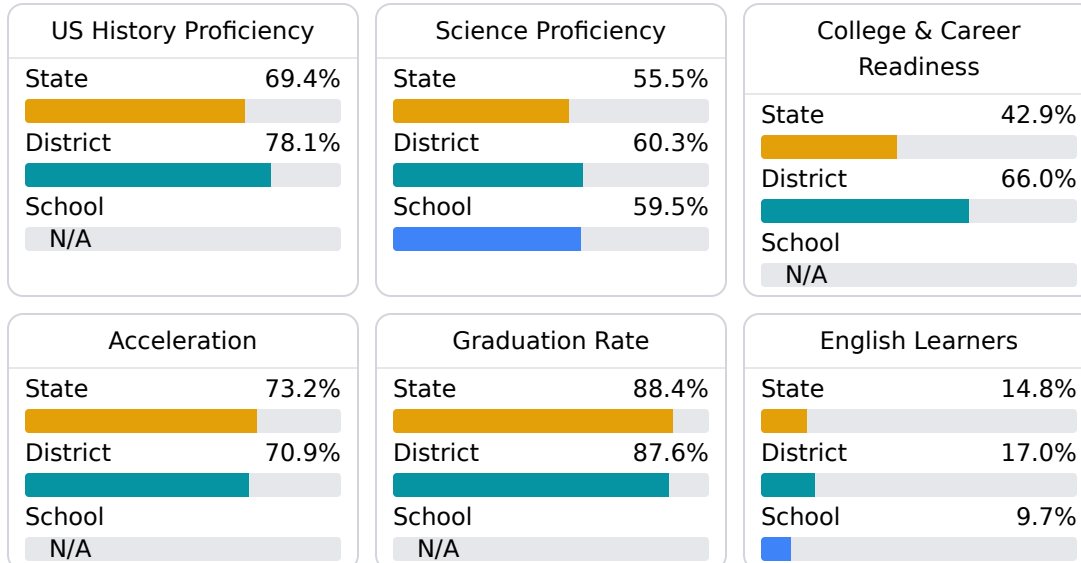 US History Proficiency
State 69.4%
District 78.1%
School
N/A
Science Proficiency
State 55.5%
District 60.3%
School 59.5%
College & Career
Readiness
State 42.9%
District 66.0%
School
N/A
Acceleration
State 73.2%
District 70.9%
School
N/A
Graduation Rate
State 88.4%
District 87.6%
School
N/A
English Learners
State 14.8%
District 17.0%
School 9.7%